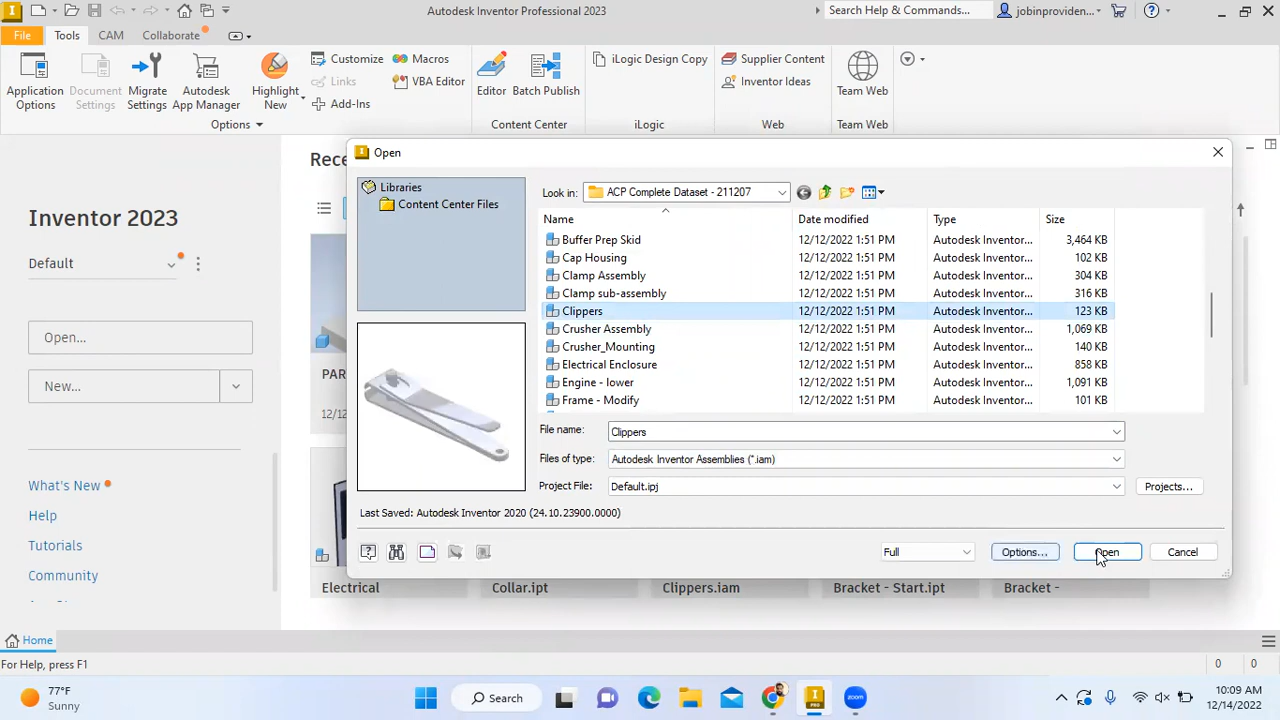 Autodesk Inventor Professional 2023
Search Help & Commands...
jobinproviden...
File
Tools
CAM
Collaborate
Application Options
Document Settings
Migrate Settings
Autodesk App Manager
Highlight New
Customize
Links
Add-Ins
Macros
VBA Editor
Options
Editor
Batch Publish
Content Center
iLogic Design Copy
iLogic
Supplier Content
Inventor Ideas
Web
Team Web
Team Web
Inventor 2023
Default
Open...
New...
What's New
Help
Tutorials
Community
Rece
PAR
12/12
Open
Libraries
Content Center Files
Look in: ACP Complete Dataset - 211207
Name Date modified Type Size
Buffer Prep Skid 12/12/2022 1:51 PM Autodesk Inventor... 3,464 KB
Cap Housing 12/12/2022 1:51 PM Autodesk Inventor... 102 KB
Clamp Assembly 12/12/2022 1:51 PM Autodesk Inventor... 304 KB
Clamp sub-assembly 12/12/2022 1:51 PM Autodesk Inventor... 316 KB
Clippers 12/12/2022 1:51 PM Autodesk Inventor... 123 KB
Crusher Assembly 12/12/2022 1:51 PM Autodesk Inventor... 1,069 KB
Crusher_Mounting 12/12/2022 1:51 PM Autodesk Inventor... 140 KB
Electrical Enclosure 12/12/2022 1:51 PM Autodesk Inventor... 858 KB
Engine - lower 12/12/2022 1:51 PM Autodesk Inventor... 1,091 KB
Frame - Modify 12/12/2022 1:51 PM Autodesk Inventor... 101 KB
File name: Clippers
Files of type: Autodesk Inventor Assemblies (*.iam)
Project File: Default.ipj
Projects...
Last Saved: Autodesk Inventor 2020 (24.10.23900.0000)
Full
Options...
Open
Cancel
Electrical
Collar.ipt
Clippers.iam
Bracket - Start.ipt
Bracket -
Home
For Help, press F1
0 0
77°F
Sunny
Search
PRO
zoom
10:09 AM
12/14/2022